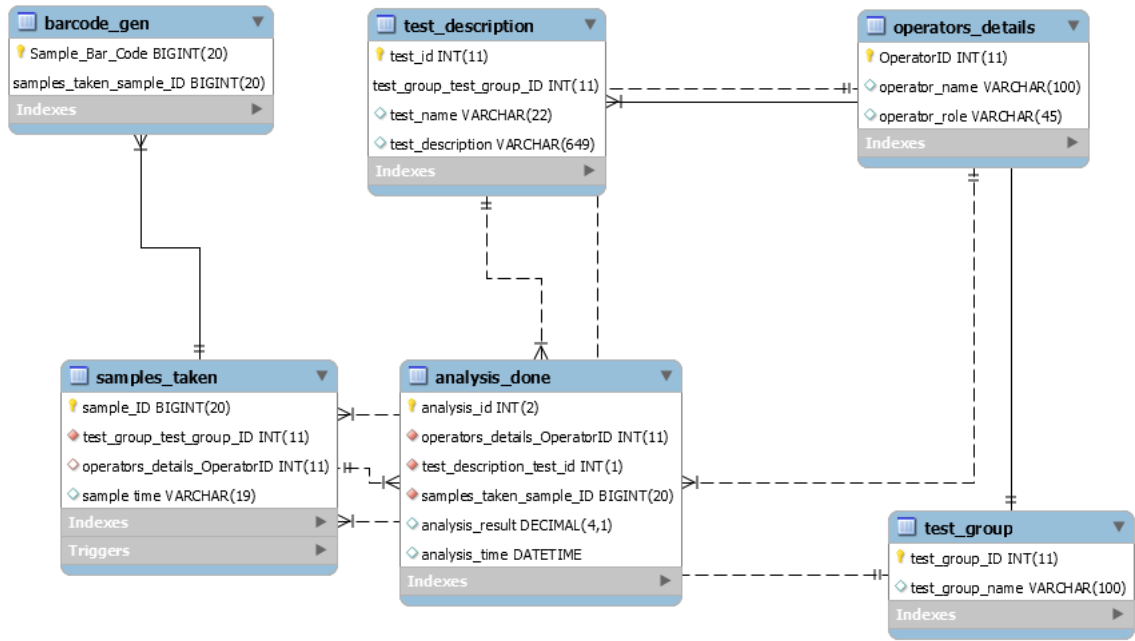 barcode_gen
Sample_Bar_Code BIGINT(20)
samples_taken_sample_ID BIGINT(20)
Indexes
test_description
test_id INT(11)
test_group_test_group_ID INT(11)
test_name VARCHAR(22)
test_description VARCHAR(649)
Indexes
operators_details
OperatorID INT(11)
operator_name VARCHAR(100)
operator_role VARCHAR(45)
Indexes
samples_taken
sample_ID BIGINT(20)
test_group_test_group_ID INT(11)
operators_details_OperatorID INT(11)
sample time VARCHAR(19)
Indexes
Triggers
analysis_done
analysis_id INT(2)
operators_details_OperatorID INT(11)
test_description_test_id INT(1)
samples_taken_sample_ID BIGINT(20)
analysis_result DECIMAL(4,1)
analysis_time DATETIME
Indexes
test_group
test_group_ID INT(11)
test_group_name VARCHAR(100)
Indexes